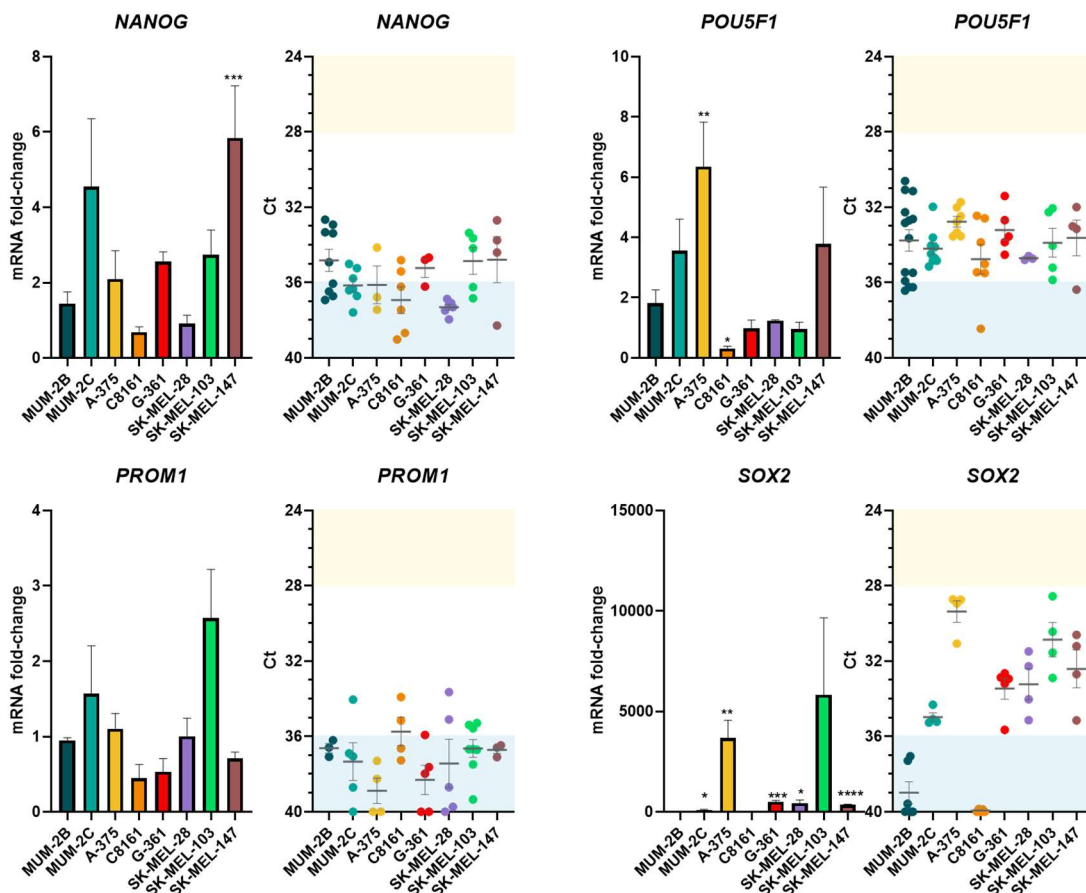 NANOG
NANOG
POU5F1
POU5F1
mRNA fold-change
8
6
4
2
0
***
MUM-2B
MUM-2C
A-375
C8161
G-361
SK-MEL-28
SK-MEL-103
SK-MEL-147
Ct
24
28
32
36
40
MUM-2B
MUM-2C
A-375
C8161
G-361
SK-MEL-28
SK-MEL-103
SK-MEL-147
mRNA fold-change
10
8
6
4
2
0
**
*
MUM-2B
MUM-2C
A-375
C8161
G-361
SK-MEL-28
SK-MEL-103
SK-MEL-147
Ct
24
28
32
36
40
MUM-2B
MUM-2C
A-375
C8161
G-361
SK-MEL-28
SK-MEL-103
SK-MEL-147
PROM1
PROM1
SOX2
SOX2
mRNA fold-change
4
3
2
1
0
MUM-2B
MUM-2C
A-375
C8161
G-361
SK-MEL-28
SK-MEL-103
SK-MEL-147
Ct
24
28
32
36
40
MUM-2B
MUM-2C
A-375
C8161
G-361
SK-MEL-28
SK-MEL-103
SK-MEL-147
mRNA fold-change
15000
10000
5000
0
*
**
***
*
****
MUM-2B
MUM-2C
A-375
C8161
G-361
SK-MEL-28
SK-MEL-103
SK-MEL-147
Ct
24
28
32
36
40
MUM-2B
MUM-2C
A-375
C8161
G-361
SK-MEL-28
SK-MEL-103
SK-MEL-147